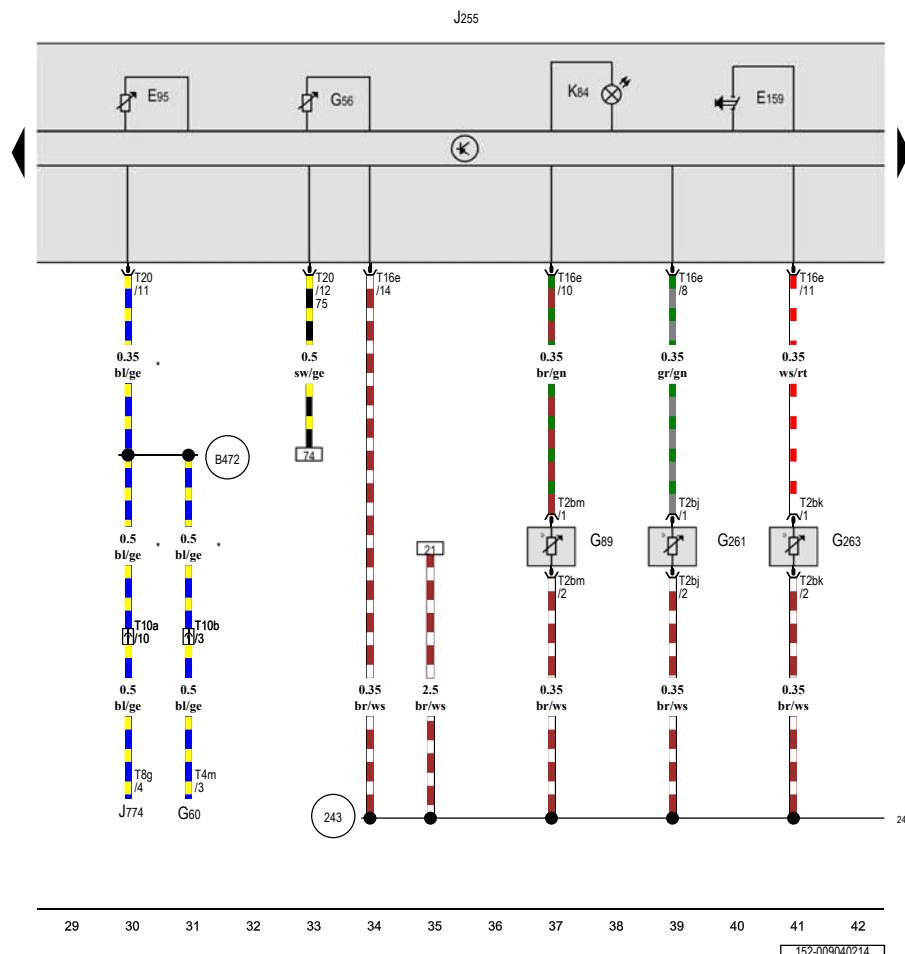 J255
E95
G56
K84
E159
T20
/11
T20
/12
75
T16e
/14
T16e
/10
T16e
/8
T16e
/11
0.35
bl/ge
*
0.5
sw/ge
0.35
br/gn
0.35
gr/gn
0.35
ws/rt
B472
74
T2bm
/1
T2bj
/1
T2bk
/1
G89
G261
G263
0.5
bl/ge
*
0.5
bl/ge
*
21
T2bm
/2
T2bj
/2
T2bk
/2
T10a
/10
T10b
/3
0.5
bl/ge
0.5
bl/ge
0.35
br/ws
2.5
br/ws
0.35
br/ws
0.35
br/ws
0.35
br/ws
T8g
/4
T4m
/3
J774
G60
243
24
29 30 31 32 33 34 35 36 37 38 39 40 41 42
152-009040214